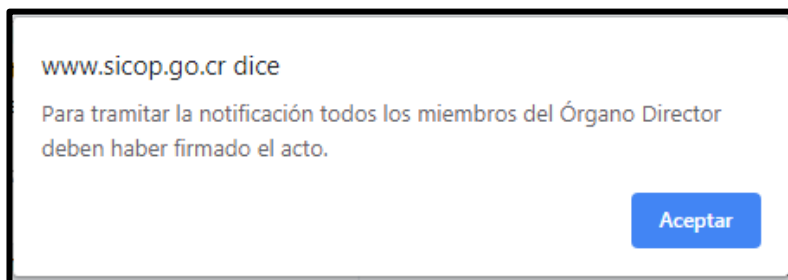 www.sicop.go.cr dice
Para tramitar la notificación todos los miembros del Órgano Director
deben haber firmado el acto.
Aceptar